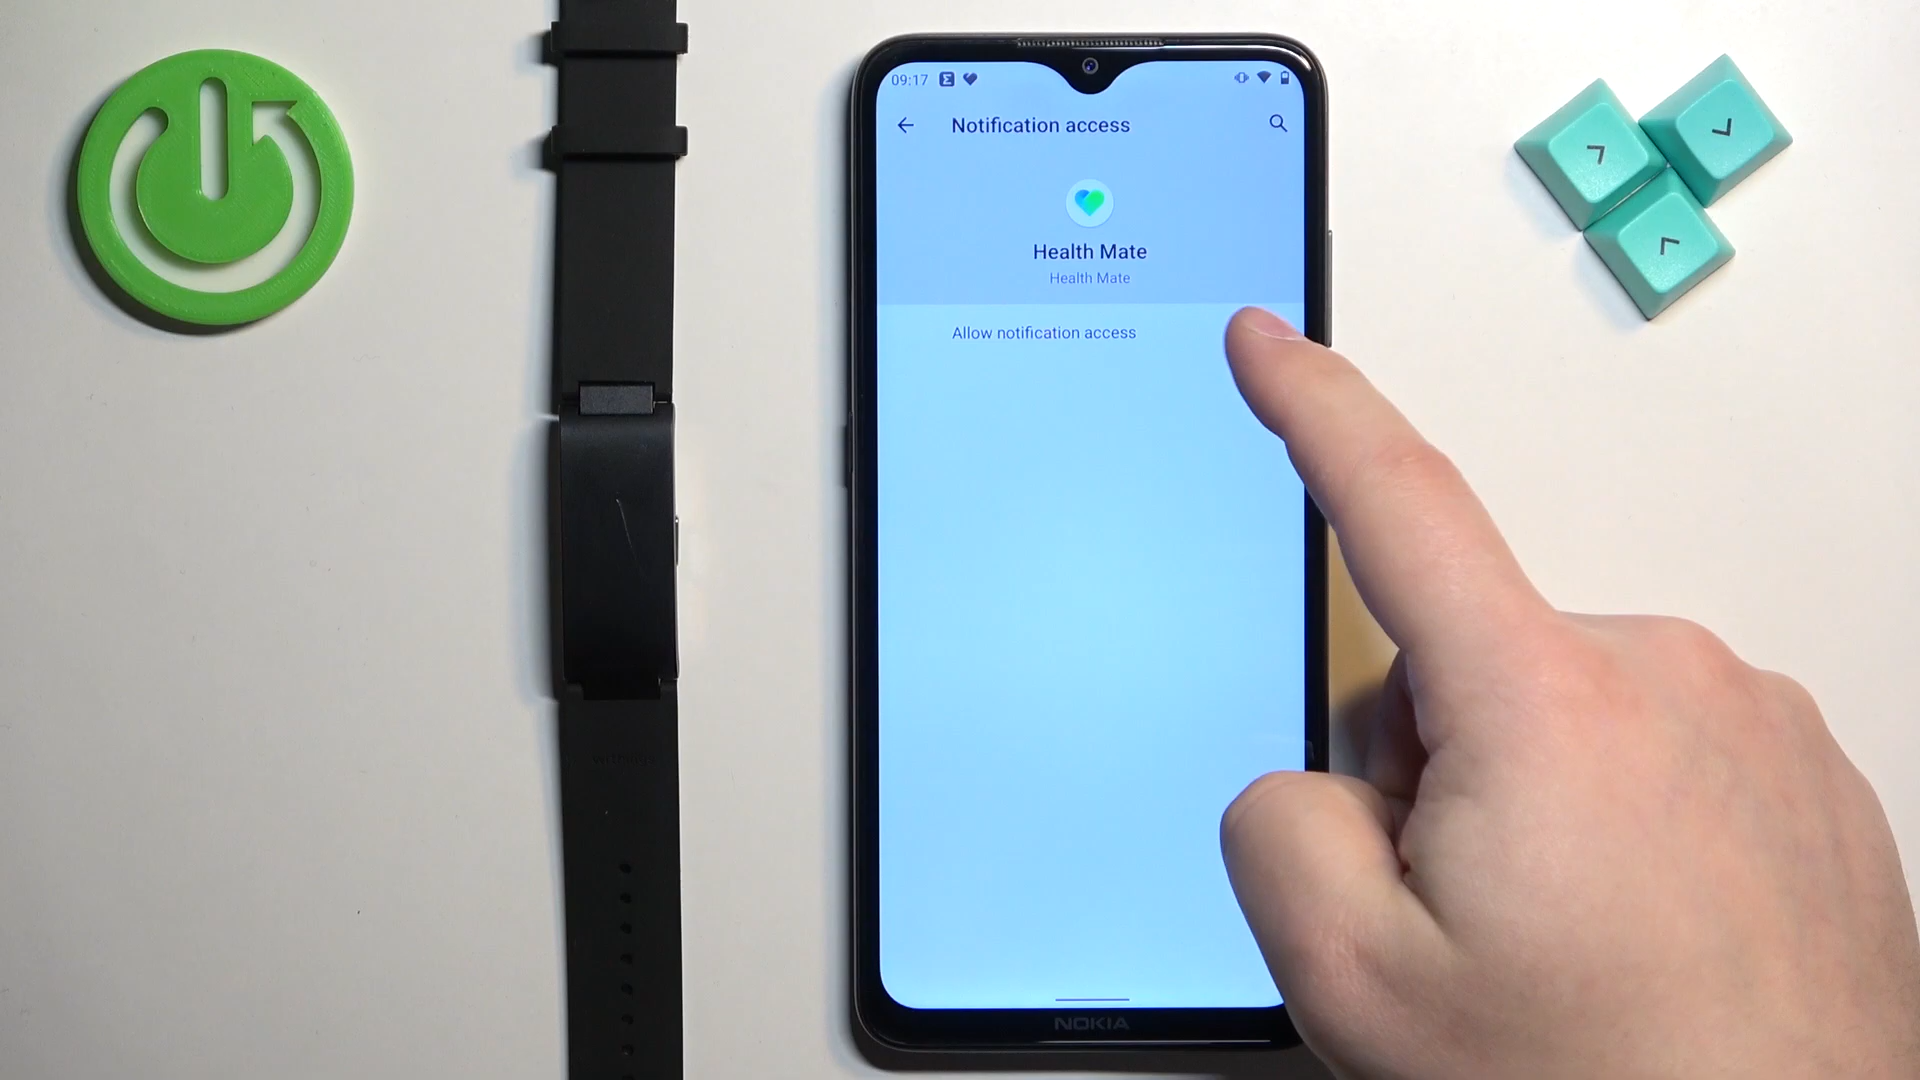 09:17
Notification access
Health Mate
Health Mate
Allow notification access
NOKIA